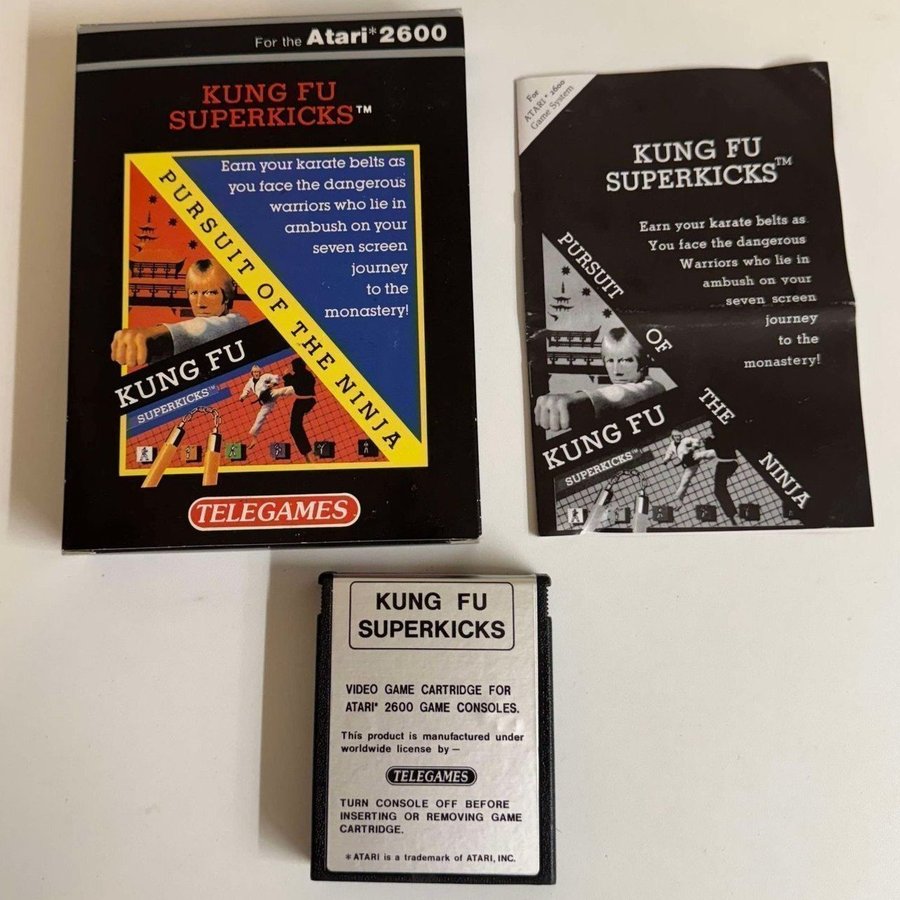 For the Atari*2600
KUNG FU
SUPERKICKS™
Earn your karate belts as
you face the dangerous
warriors who lie in
ambush on your
seven screen
journey
to the
monastery!
PURSUIT OF THE NINJA
KUNG FU
SUPERKICKS™
TELEGAMES
For
ATARI* 2600
Game System
KUNG FU
SUPERKICKS™
Earn your karate belts as
You face the dangerous
Warriors who lie in
ambush on your
seven screen
journey
to the
monastery!
PURSUIT OF THE NINJA
KUNG FU
SUPERKICKS™
KUNG FU
SUPERKICKS
VIDEO GAME CARTRIDGE FOR
ATARI* 2600 GAME CONSOLES.
This product is manufactured under
worldwide license by —
TELEGAMES
TURN CONSOLE OFF BEFORE
INSERTING OR REMOVING GAME
CARTRIDGE.
* ATARI is a trademark of ATARI, INC.